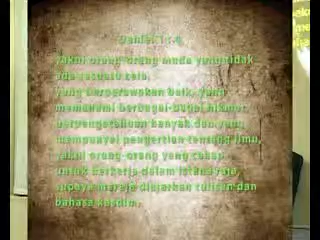 Daniel 1 : 4
yakni orang-orang muda yang tidak
ada sesuatu cela,
yang berperawakan baik, yang
memahami berbagai-bagai hikmat,
berpengetahuan banyak dan yang
mempunyai pengertian tentang ilmu,
yakni orang-orang yang cakap
untuk bekerja dalam istana raja,
supaya mereka diajarkan tulisan dan
bahasa Kasdim.